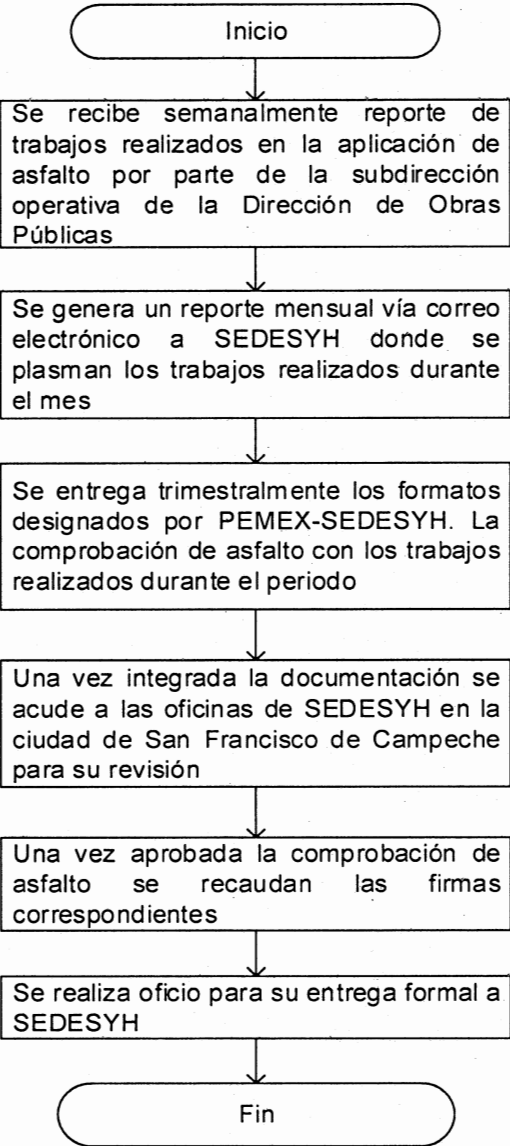 Inicio
Se recibe semanalmente reporte de
trabajos realizados en la aplicación de
asfalto por parte de la subdirección
operativa de la Dirección de Obras
Públicas
Se genera un reporte mensual vía correo
electrónico a SEDESYH donde se
plasman los trabajos realizados durante
el mes
Se entrega trimestralmente los formatos
designados por PEMEX-SEDESYH. La
comprobación de asfalto con los trabajos
realizados durante el periodo
Una vez integrada la documentación se
acude a las oficinas de SEDESYH en la
ciudad de San Francisco de Campeche
para su revisión
Una vez aprobada la comprobación de
asfalto se recaudan las firmas
correspondientes
Se realiza oficio para su entrega formal a
SEDESYH
Fin